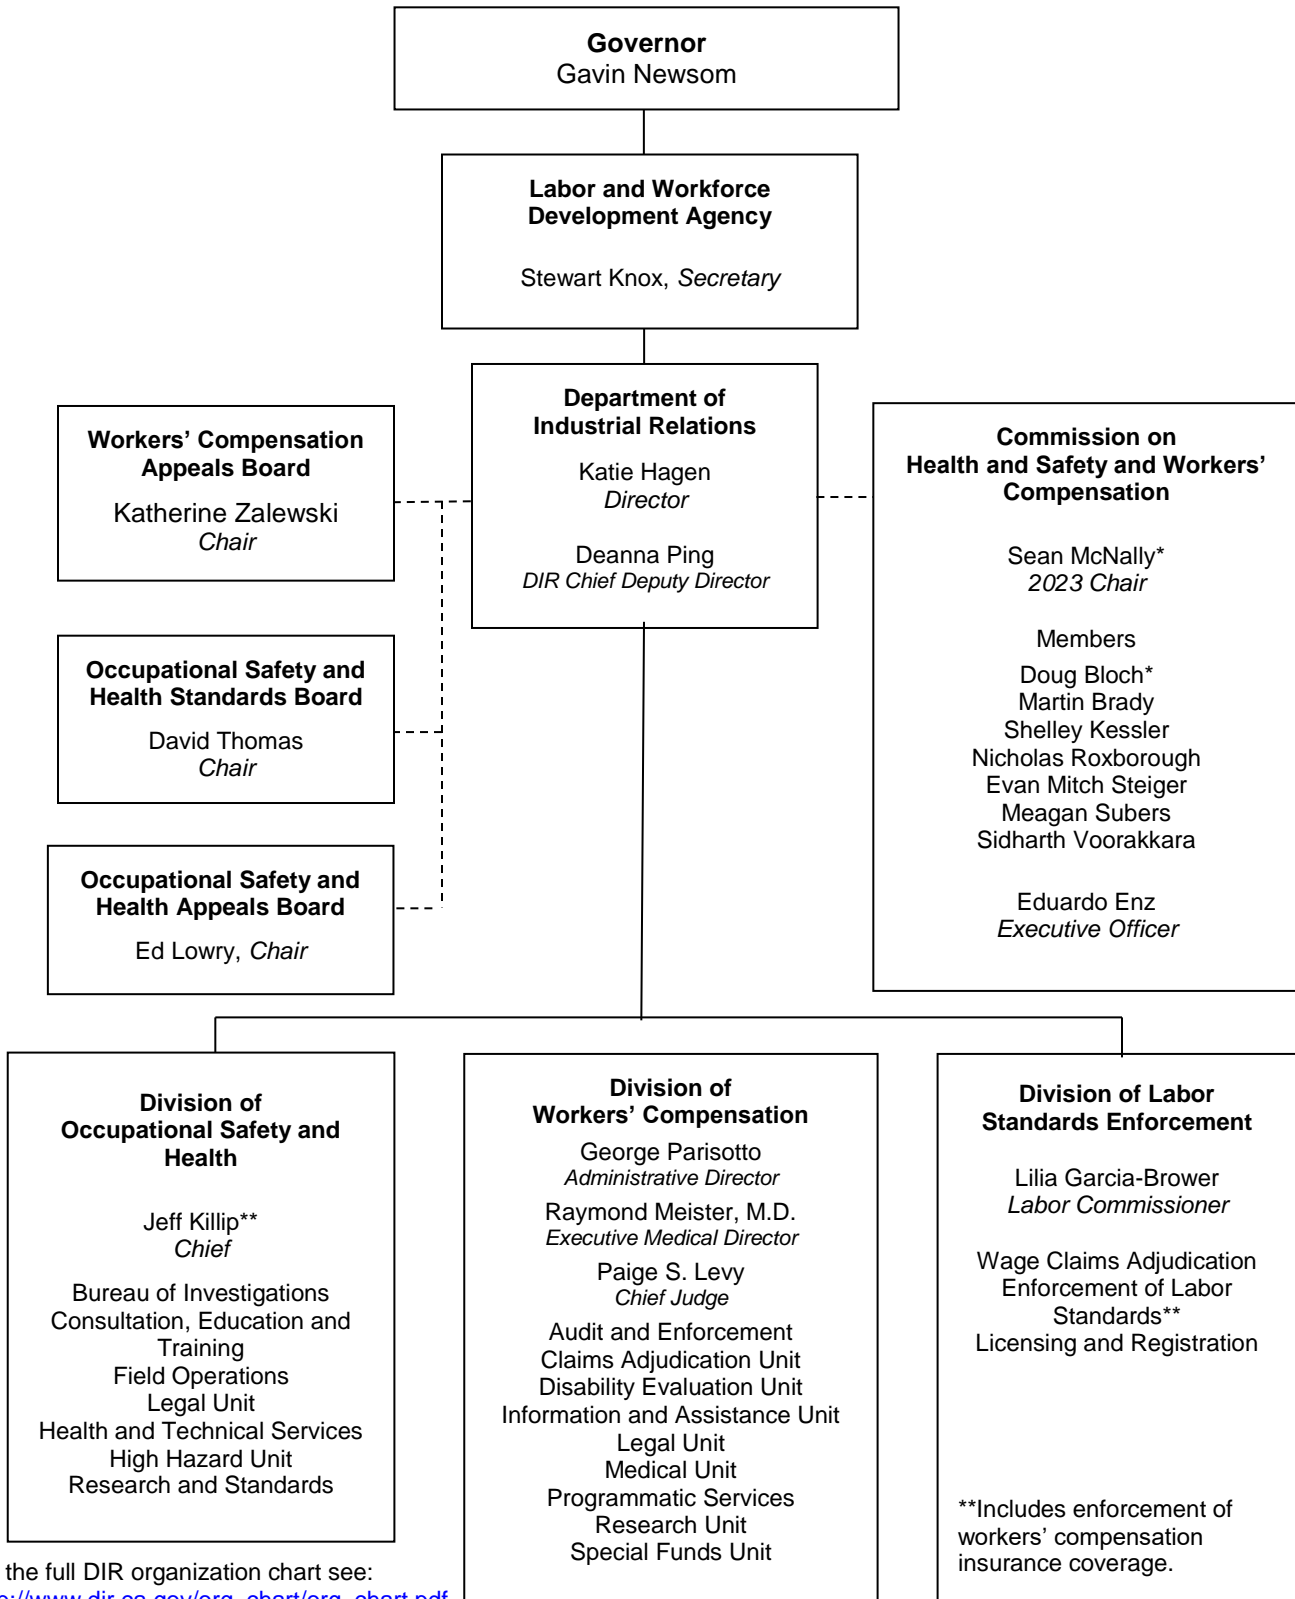 Governor
Gavin Newsom
Labor and Workforce
Development Agency
Stewart Knox, Secretary
Department of
Industrial Relations
Katie Hagen
Director
Deanna Ping
DIR Chief Deputy Director
Workers’ Compensation
Appeals Board
Katherine Zalewski
Chair
Occupational Safety and
Health Standards Board
David Thomas
Chair
Occupational Safety and
Health Appeals Board
Ed Lowry, Chair
Commission on
Health and Safety and Workers’
Compensation
Sean McNally*
2023 Chair
Members
Doug Bloch*
Martin Brady
Shelley Kessler
Nicholas Roxborough
Evan Mitch Steiger
Meagan Subers
Sidharth Voorakkara
Eduardo Enz
Executive Officer
Division of
Occupational Safety and
Health
Jeff Killip**
Chief
Bureau of Investigations
Consultation, Education and
Training
Field Operations
Legal Unit
Health and Technical Services
High Hazard Unit
Research and Standards
Division of
Workers’ Compensation
George Parisotto
Administrative Director
Raymond Meister, M.D.
Executive Medical Director
Paige S. Levy
Chief Judge
Audit and Enforcement
Claims Adjudication Unit
Disability Evaluation Unit
Information and Assistance Unit
Legal Unit
Medical Unit
Programmatic Services
Research Unit
Special Funds Unit
Division of Labor
Standards Enforcement
Lilia Garcia-Brower
Labor Commissioner
Wage Claims Adjudication
Enforcement of Labor
Standards**
Licensing and Registration
**Includes enforcement of
workers’ compensation
insurance coverage.
the full DIR organization chart see:
://www.dir.ca.gov/org_chart/org_chart.pdf